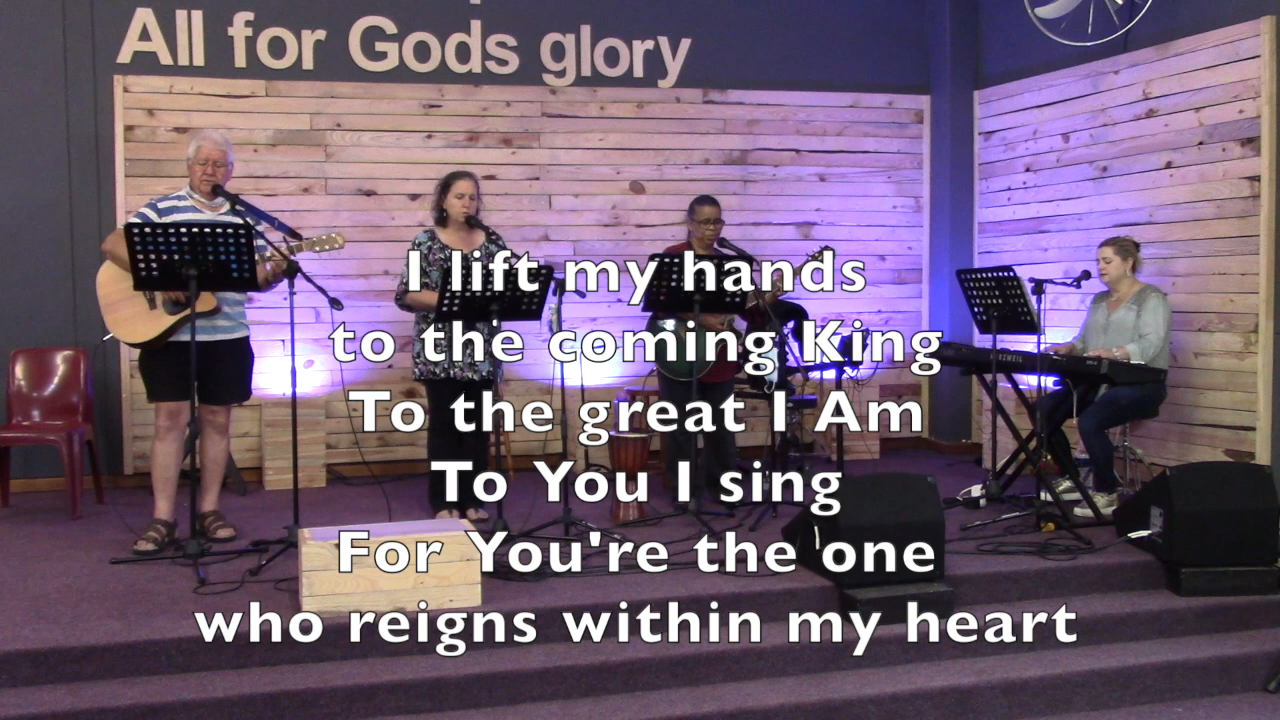 All for Gods glory
I lift my hands
to the coming King
To the great I Am
To You I sing
For You're the one
who reigns within my heart
KURZWEIL